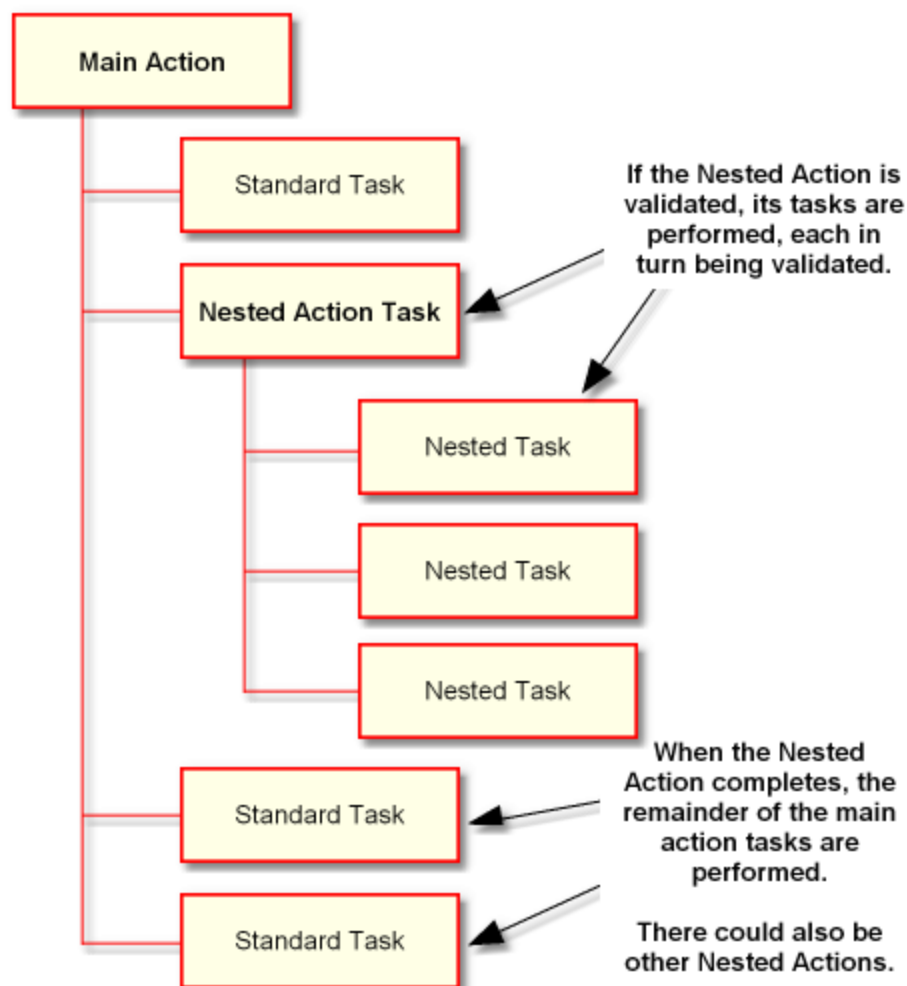 Main Action
Standard Task
If the Nested Action is
validated, its tasks are
performed, each in
turn being validated.
Nested Action Task
Nested Task
Nested Task
Nested Task
When the Nested
Action completes, the
remainder of the main
action tasks are
performed.
Standard Task
There could also be
other Nested Actions.
Standard Task